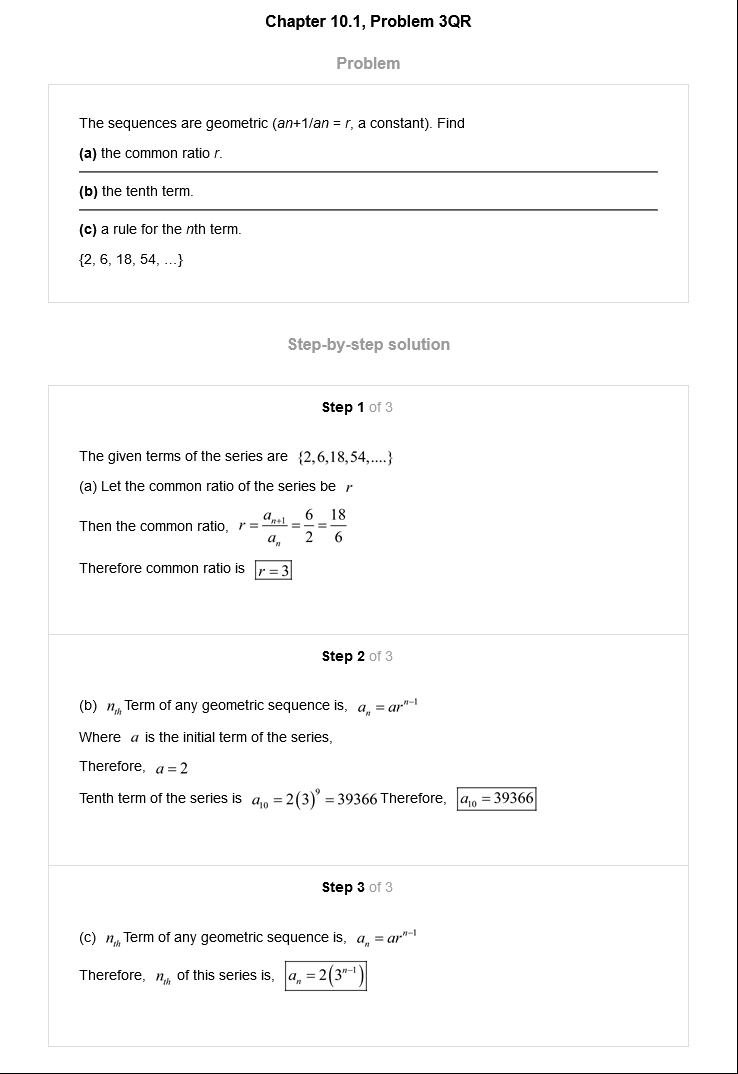 Chapter 10.1, Problem 3QR
Problem
The sequences are geometric (an+1/an = r, a constant). Find
(a) the common ratio r.
(b) the tenth term.
(c) a rule for the nth term.
{2, 6, 18, 54, …}
Step-by-step solution
Step 1 of 3
The given terms of the series are {2,6,18,54,....}
(a) Let the common ratio of the series be r
Then the common ratio, r = a_{n+1}/a_n = 6/2 = 18/6
Therefore common ratio is r = 3
Step 2 of 3
(b) n_{th} Term of any geometric sequence is, a_n = ar^{n-1}
Where a is the initial term of the series,
Therefore, a = 2
Tenth term of the series is a_{10} = 2(3)^9 = 39366 Therefore, a_{10} = 39366
Step 3 of 3
(c) n_{th} Term of any geometric sequence is, a_n = ar^{n-1}
Therefore, n_{th} of this series is, a_n = 2(3^{n-1})